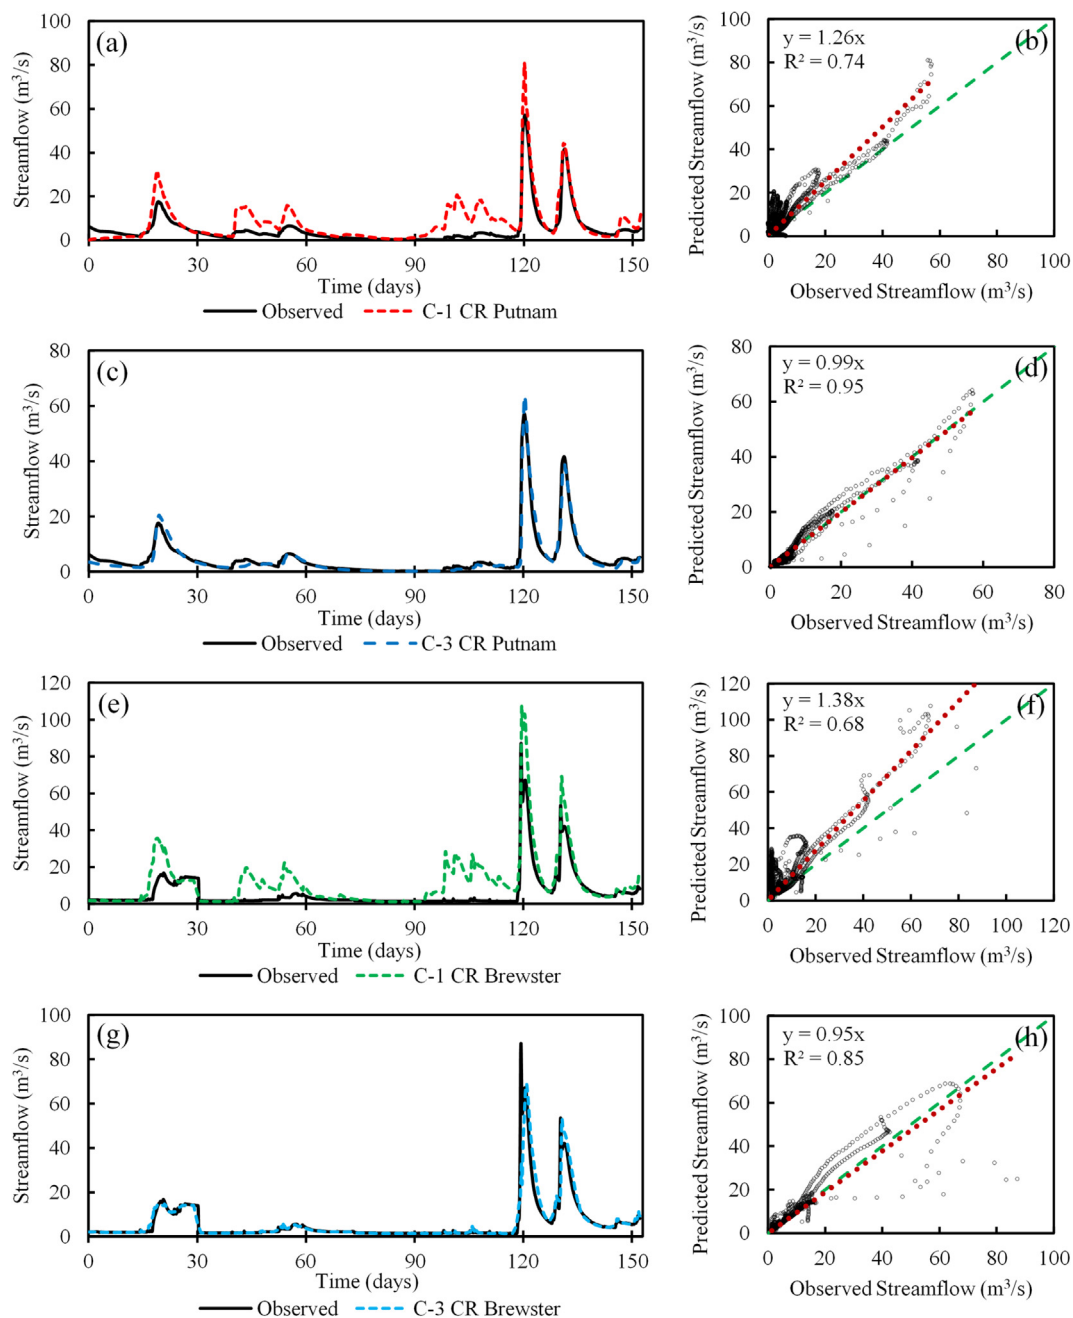 (a)
Streamflow (m³/s)
100
80
60
40
20
0
0 30 60 90 120 150
Time (days)
Observed C-1 CR Putnam
(b)
y = 1.26x
R² = 0.74
Predicted Streamflow (m³/s)
100
80
60
40
20
0
0 20 40 60 80 100
Observed Streamflow (m³/s)
(c)
Streamflow (m³/s)
80
60
40
20
0
0 30 60 90 120 150
Time (days)
Observed C-3 CR Putnam
(d)
y = 0.99x
R² = 0.95
Predicted Streamflow (m³/s)
80
60
40
20
0
0 20 40 60 80
Observed Streamflow (m³/s)
(e)
Streamflow (m³/s)
120
100
80
60
40
20
0
0 30 60 90 120 150
Time (days)
Observed C-1 CR Brewster
(f)
y = 1.38x
R² = 0.68
Predicted Streamflow (m³/s)
120
100
80
60
40
20
0
0 20 40 60 80 100 120
Observed Streamflow (m³/s)
(g)
Streamflow (m³/s)
100
80
60
40
20
0
0 30 60 90 120 150
Time (days)
Observed C-3 CR Brewster
(h)
y = 0.95x
R² = 0.85
Predicted Streamflow (m³/s)
100
80
60
40
20
0
0 20 40 60 80 100
Observed Streamflow (m³/s)